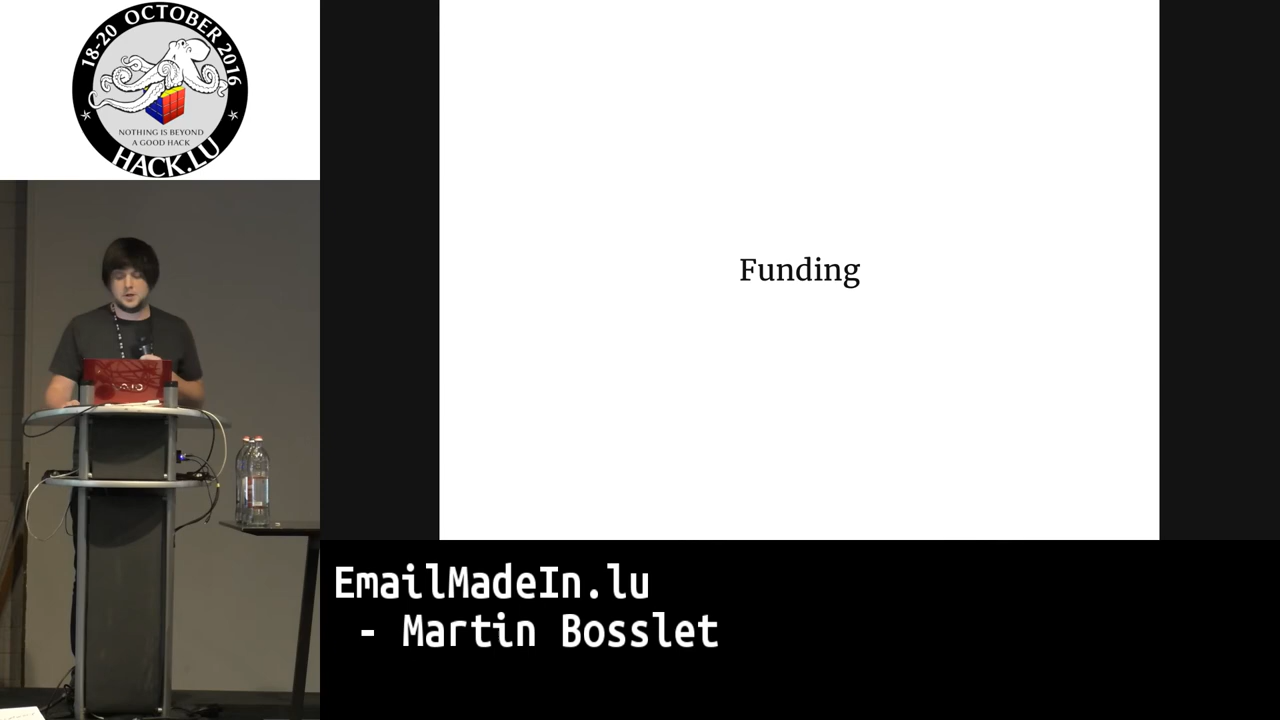 18-20 OCTOBER 2016
NOTHING IS BEYOND
A GOOD HACK
HACK.LU
Funding
EmailMadeIn.lu
- Martin Bosslet